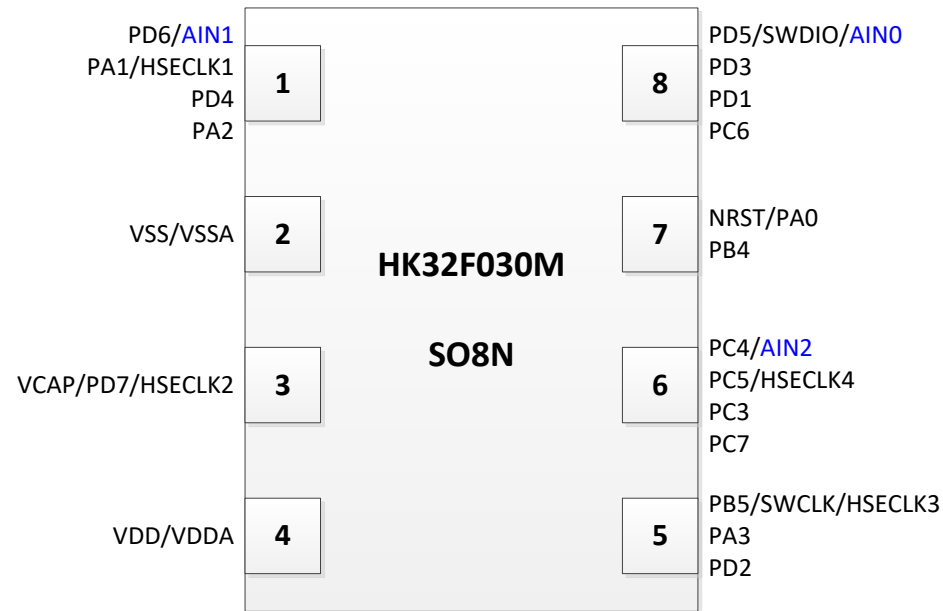 PD6/AIN1
PA1/HSECLK1
PD4
PA2
1
VSS/VSSA
2
VCAP/PD7/HSECLK2
3
VDD/VDDA
4
HK32F030M
SO8N
8
PD5/SWDIO/AIN0
PD3
PD1
PC6
7
NRST/PA0
PB4
6
PC4/AIN2
PC5/HSECLK4
PC3
PC7
5
PB5/SWCLK/HSECLK3
PA3
PD2